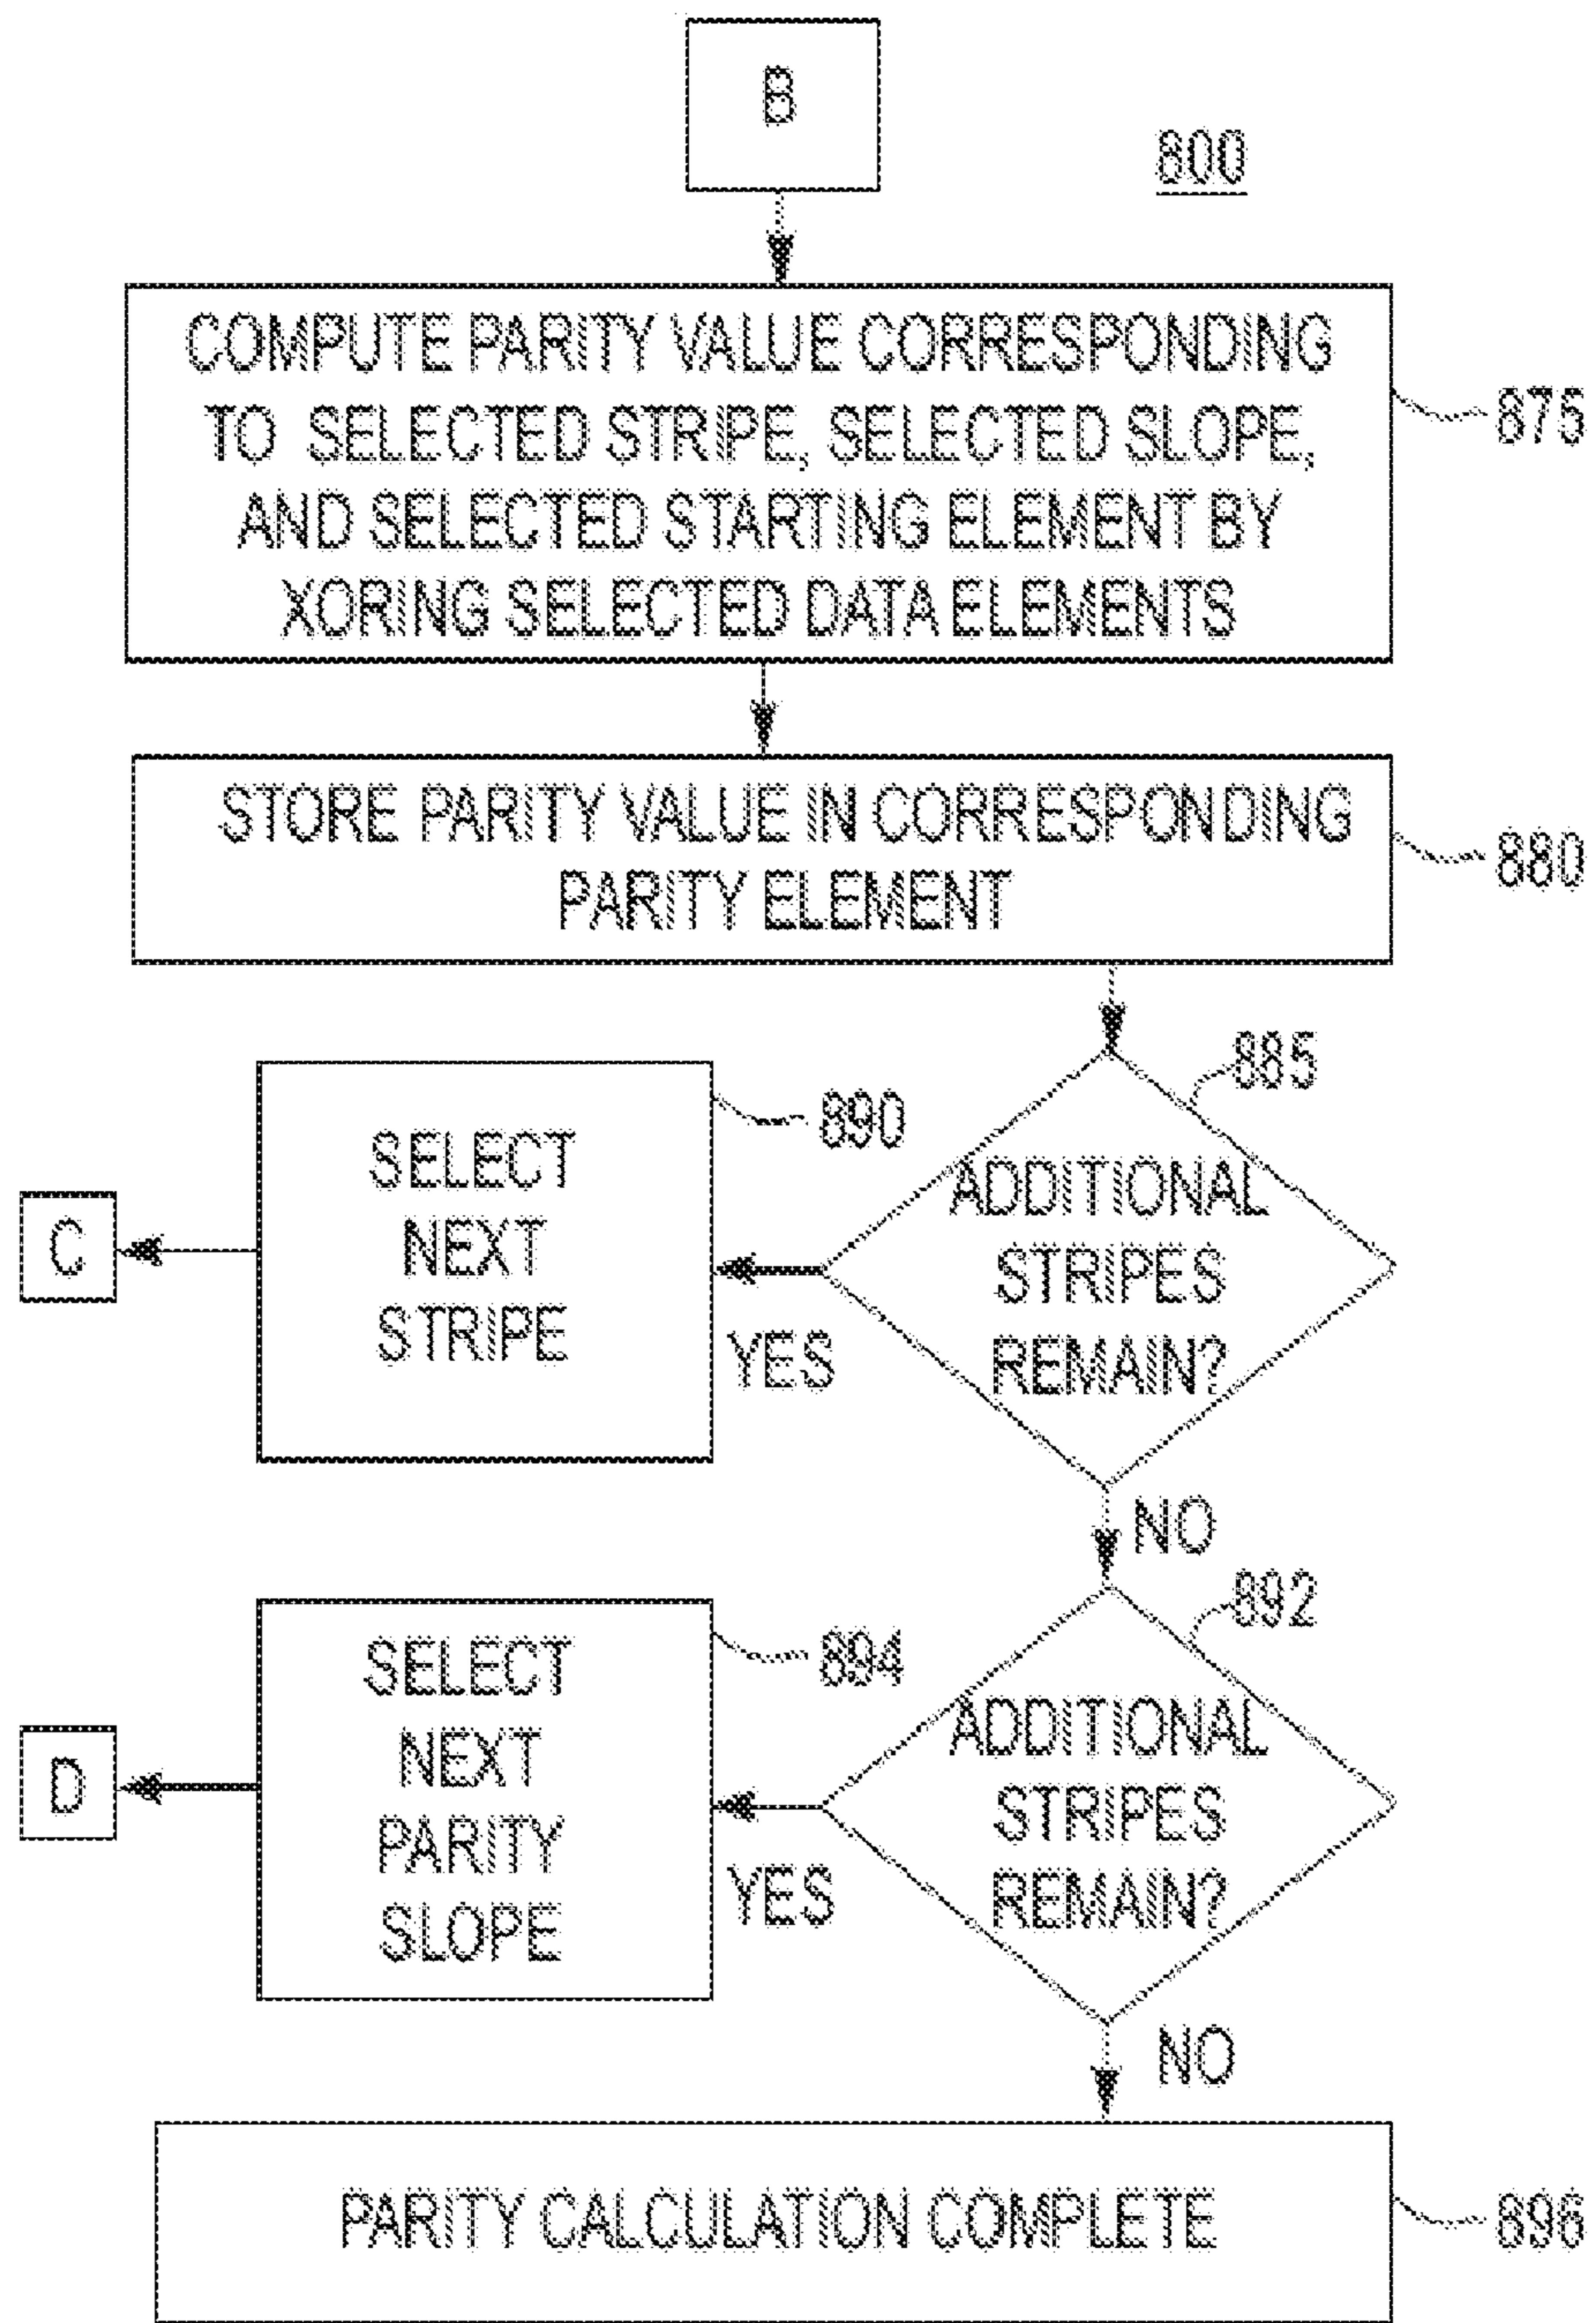 B
800
COMPUTE PARITY VALUE CORRESPONDING
TO SELECTED STRIPE, SELECTED SLOPE,
AND SELECTED STARTING ELEMENT BY
XORING SELECTED DATA ELEMENTS
875
STORE PARITY VALUE IN CORRESPONDING
PARITY ELEMENT
880
885
ADDITIONAL
STRIPES
REMAIN?
YES
890
SELECT
NEXT
STRIPE
C
NO
892
ADDITIONAL
STRIPES
REMAIN?
YES
894
SELECT
NEXT
PARITY
SLOPE
D
NO
PARITY CALCULATION COMPLETE
896